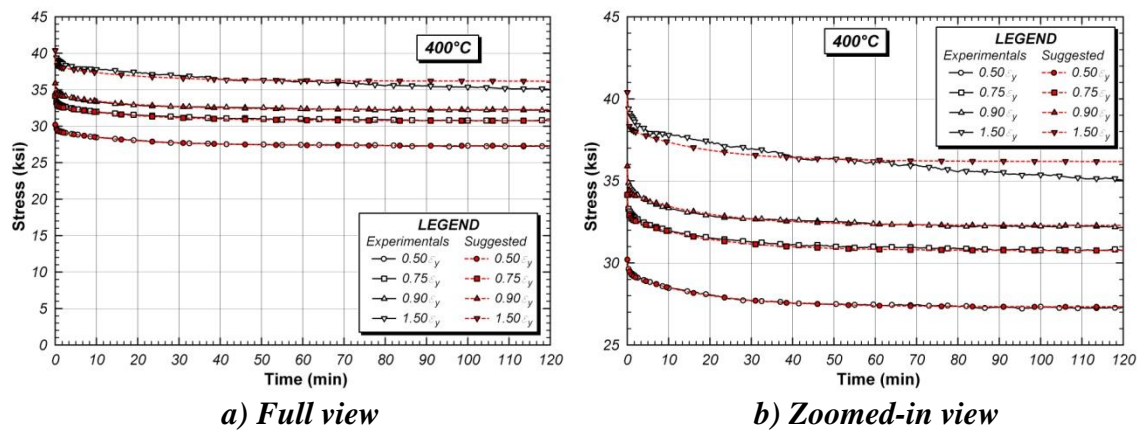 400°C
Stress (ksi)
45
40
35
30
25
20
15
10
5
0
LEGEND
Experimentals Suggested
0.50εy 0.50εy
0.75εy 0.75εy
0.90εy 0.90εy
1.50εy 1.50εy
0 10 20 30 40 50 60 70 80 90 100 110 120
Time (min)
a) Full view
400°C
LEGEND
Experimentals Suggested
0.50εy 0.50εy
0.75εy 0.75εy
0.90εy 0.90εy
1.50εy 1.50εy
Stress (ksi)
40
35
30
25
0 10 20 30 40 50 60 70 80 90 100 110 120
Time (min)
b) Zoomed-in view